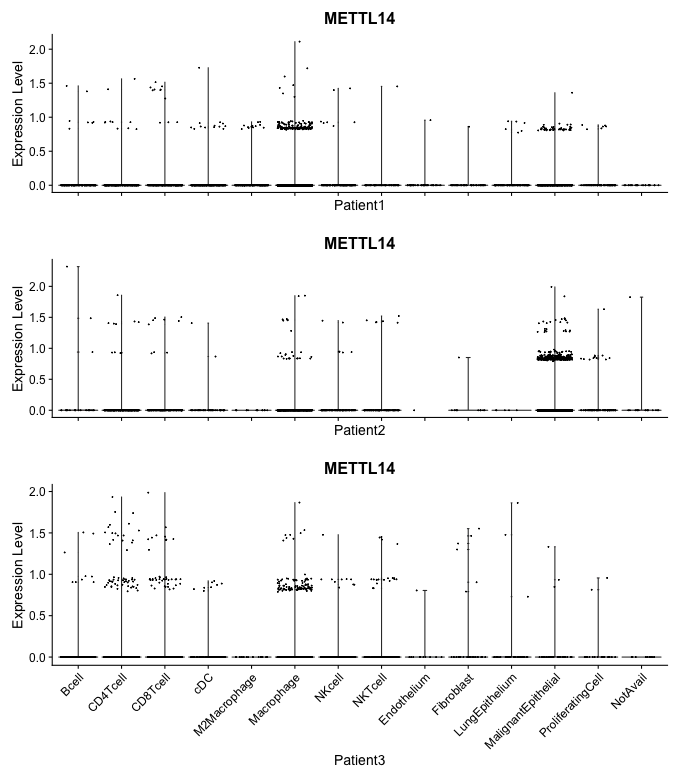 METTL14
Expression Level
2.0
1.5
1.0
0.5
0.0
Patient1
METTL14
Expression Level
2.0
1.5
1.0
0.5
0.0
Patient2
METTL14
Expression Level
2.0
1.5
1.0
0.5
0.0
Bcell
CD4Tcell
CD8Tcell
cDC
M2Macrophage
Macrophage
NKcell
NKTcell
Endothelium
Fibroblast
LungEpithelium
MalignantEpithelial
ProliferatingCell
NotAvail
Patient3